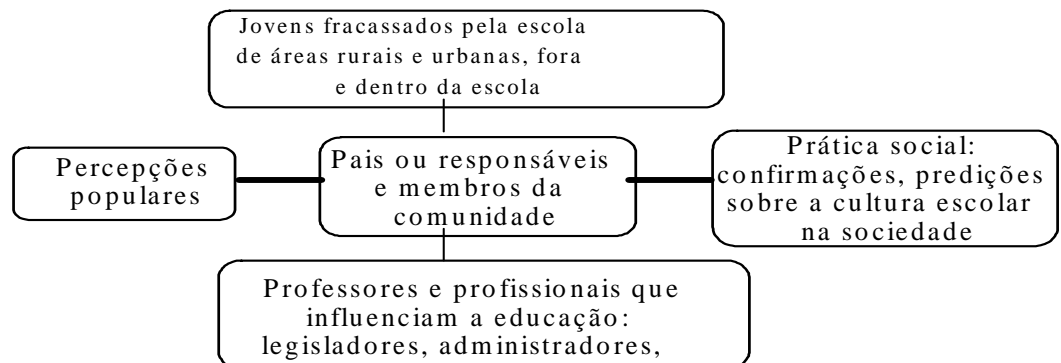 Jovens fracassados pela escola
de áreas rurais e urbanas, fora
e dentro da escola
Percepções
populares
Pais ou responsáveis
e membros da
comunidade
Prática social:
confirmações, predições
sobre a cultura escolar
na sociedade
Professores e profissionais que
influenciam a educação:
legisladores, administradores,